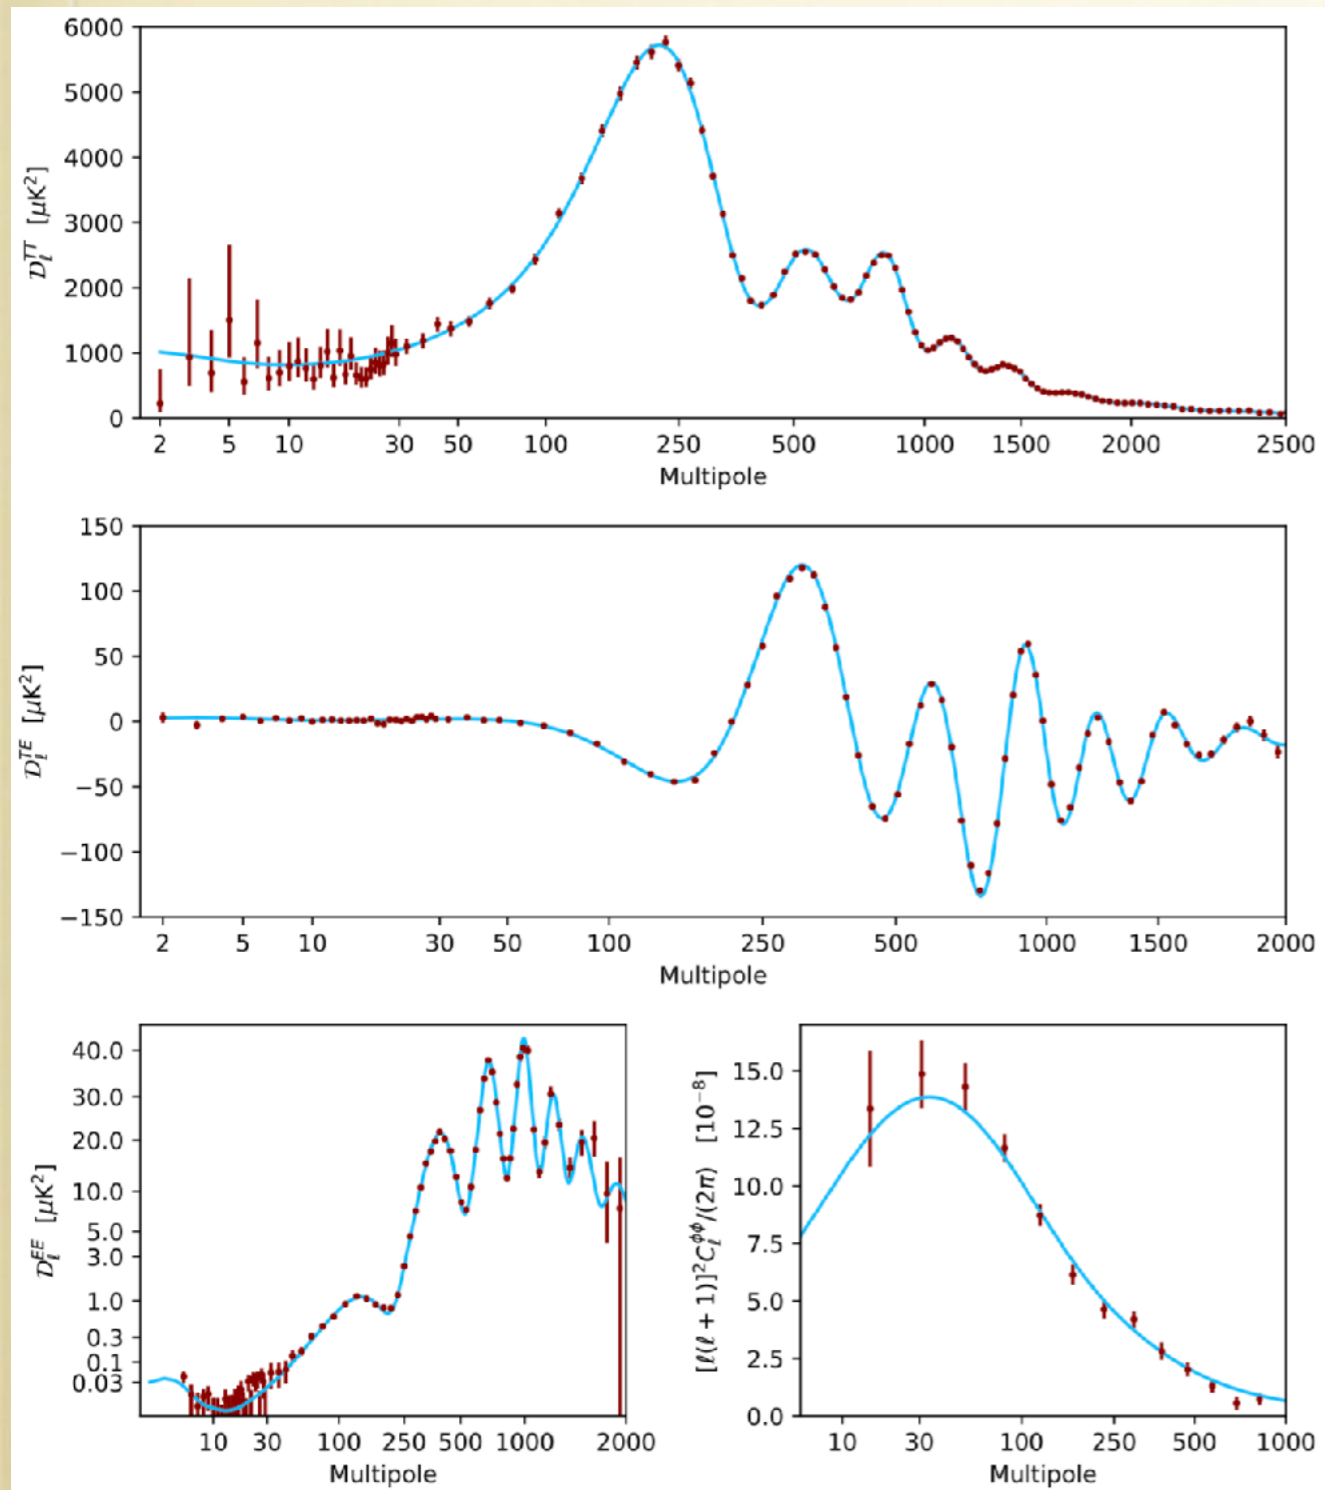 6000
5000
4000
3000
2000
1000
0
𝒟ℓ^TT [μK²]
2 5 10 30 50 100 250 500 1000 1500 2000 2500
Multipole
150
100
50
0
−50
−100
−150
𝒟ℓ^TE [μK²]
2 5 10 30 50 100 250 500 1000 1500 2000
Multipole
40.0
30.0
20.0
10.0
5.0
3.0
1.0
0.3
0.1
0.03
𝒟ℓ^EE [μK²]
10 30 100 250 500 1000 2000
Multipole
15.0
12.5
10.0
7.5
5.0
2.5
0.0
[ℓ(ℓ + 1)]²Cℓ^ϕϕ/(2π) [10⁻⁸]
10 30 100 250 500 1000
Multipole